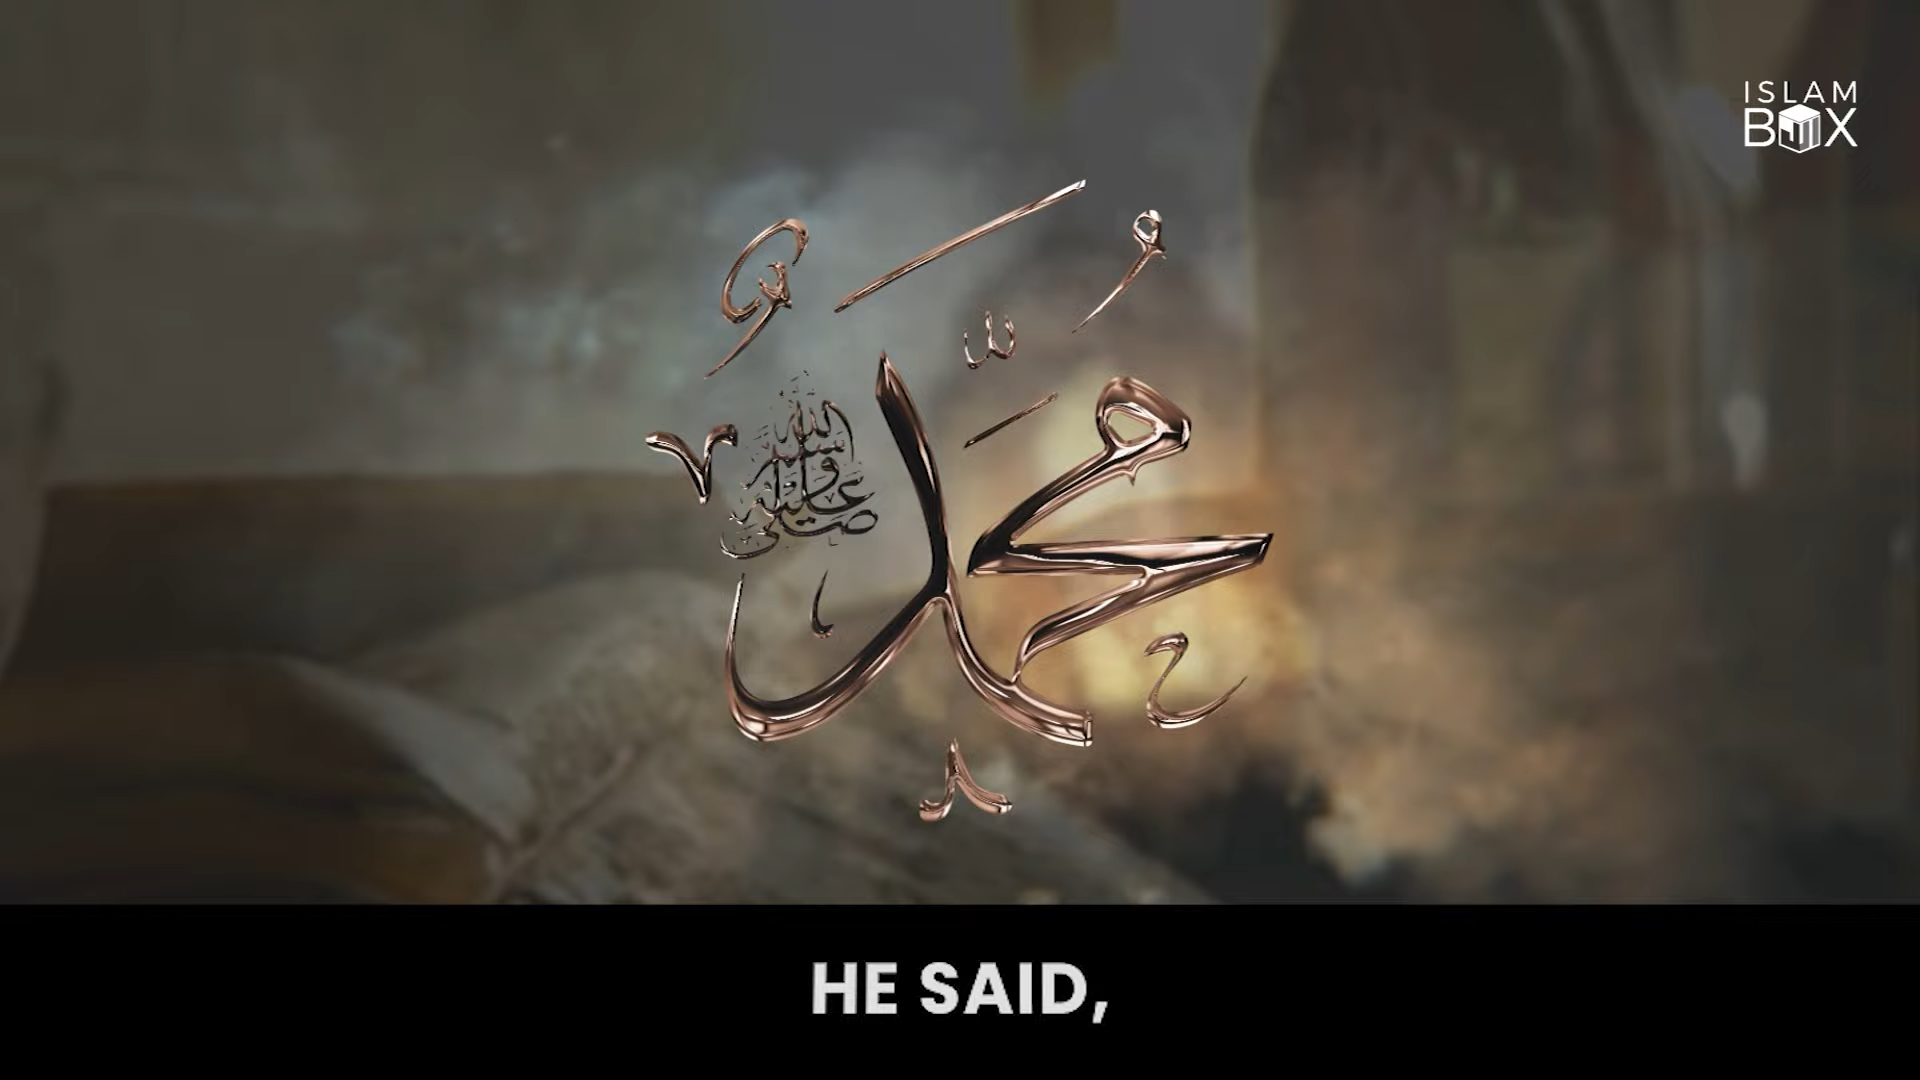 ISLAM
BOX
محمد
صلى الله عليه وسلم
HE SAID,